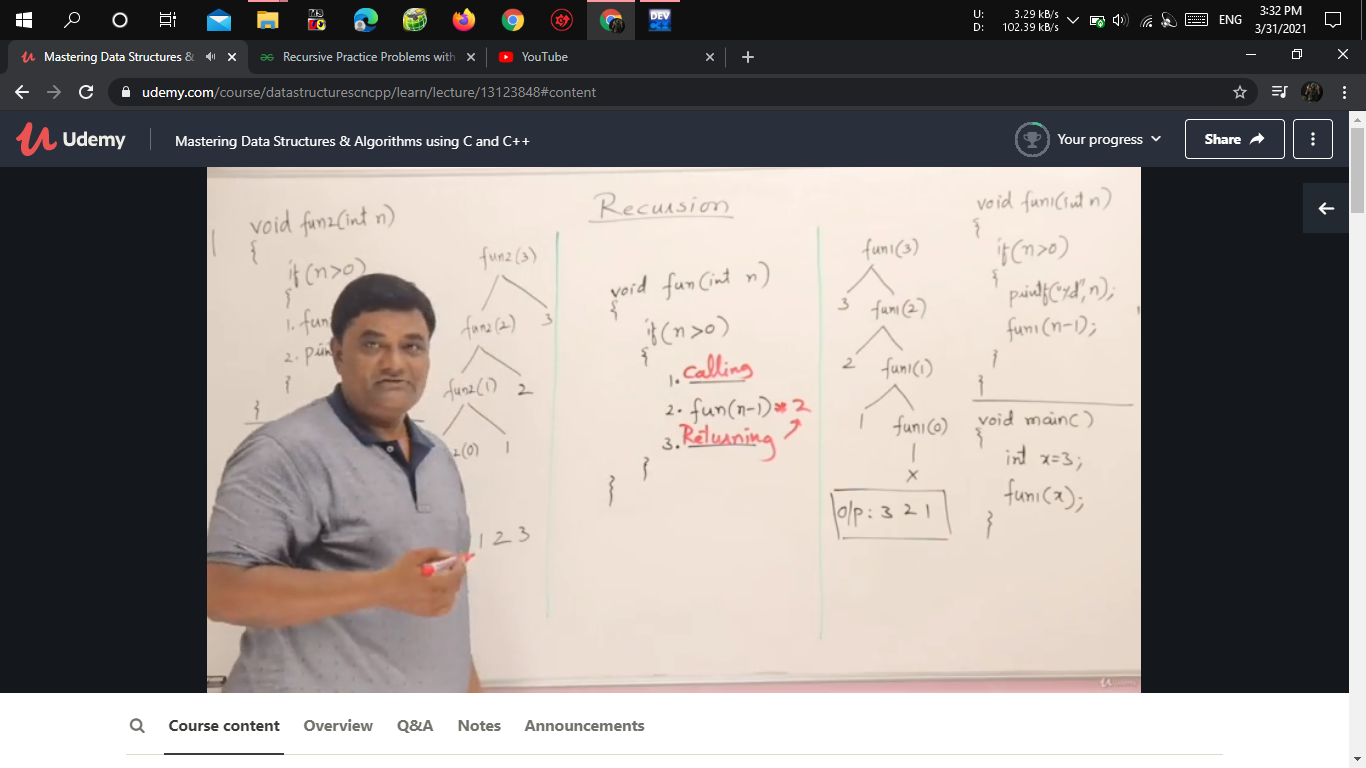 U: 3.29 kB/s
D: 102.39 kB/s
ENG
3:32 PM
3/31/2021
DEV
C++
Mastering Data Structures &
Recursive Practice Problems with
YouTube
udemy.com/course/datastructurescncpp/learn/lecture/13123848#content
Udemy
Mastering Data Structures & Algorithms using C and C++
Your progress
Share
Recursion
void fun2(int n)
{
if(n>0)
{
1. fun
2. prin
}
}
fun2(3)
fun2(2) 3
fun2(1) 2
2(0) 1
1 2 3
void fun(int n)
{
if(n>0)
{
1. Calling
2. fun(n-1) * 2
3. Returning
}
}
fun1(3)
3 fun1(2)
2 fun1(1)
1 fun1(0)
x
o/p: 3 2 1
void fun1(int n)
{
if(n>0)
{
printf("%d",n);
fun1(n-1);
}
}
void main()
{
int x=3;
fun1(x);
}
Udemy
Course content
Overview
Q&A
Notes
Announcements